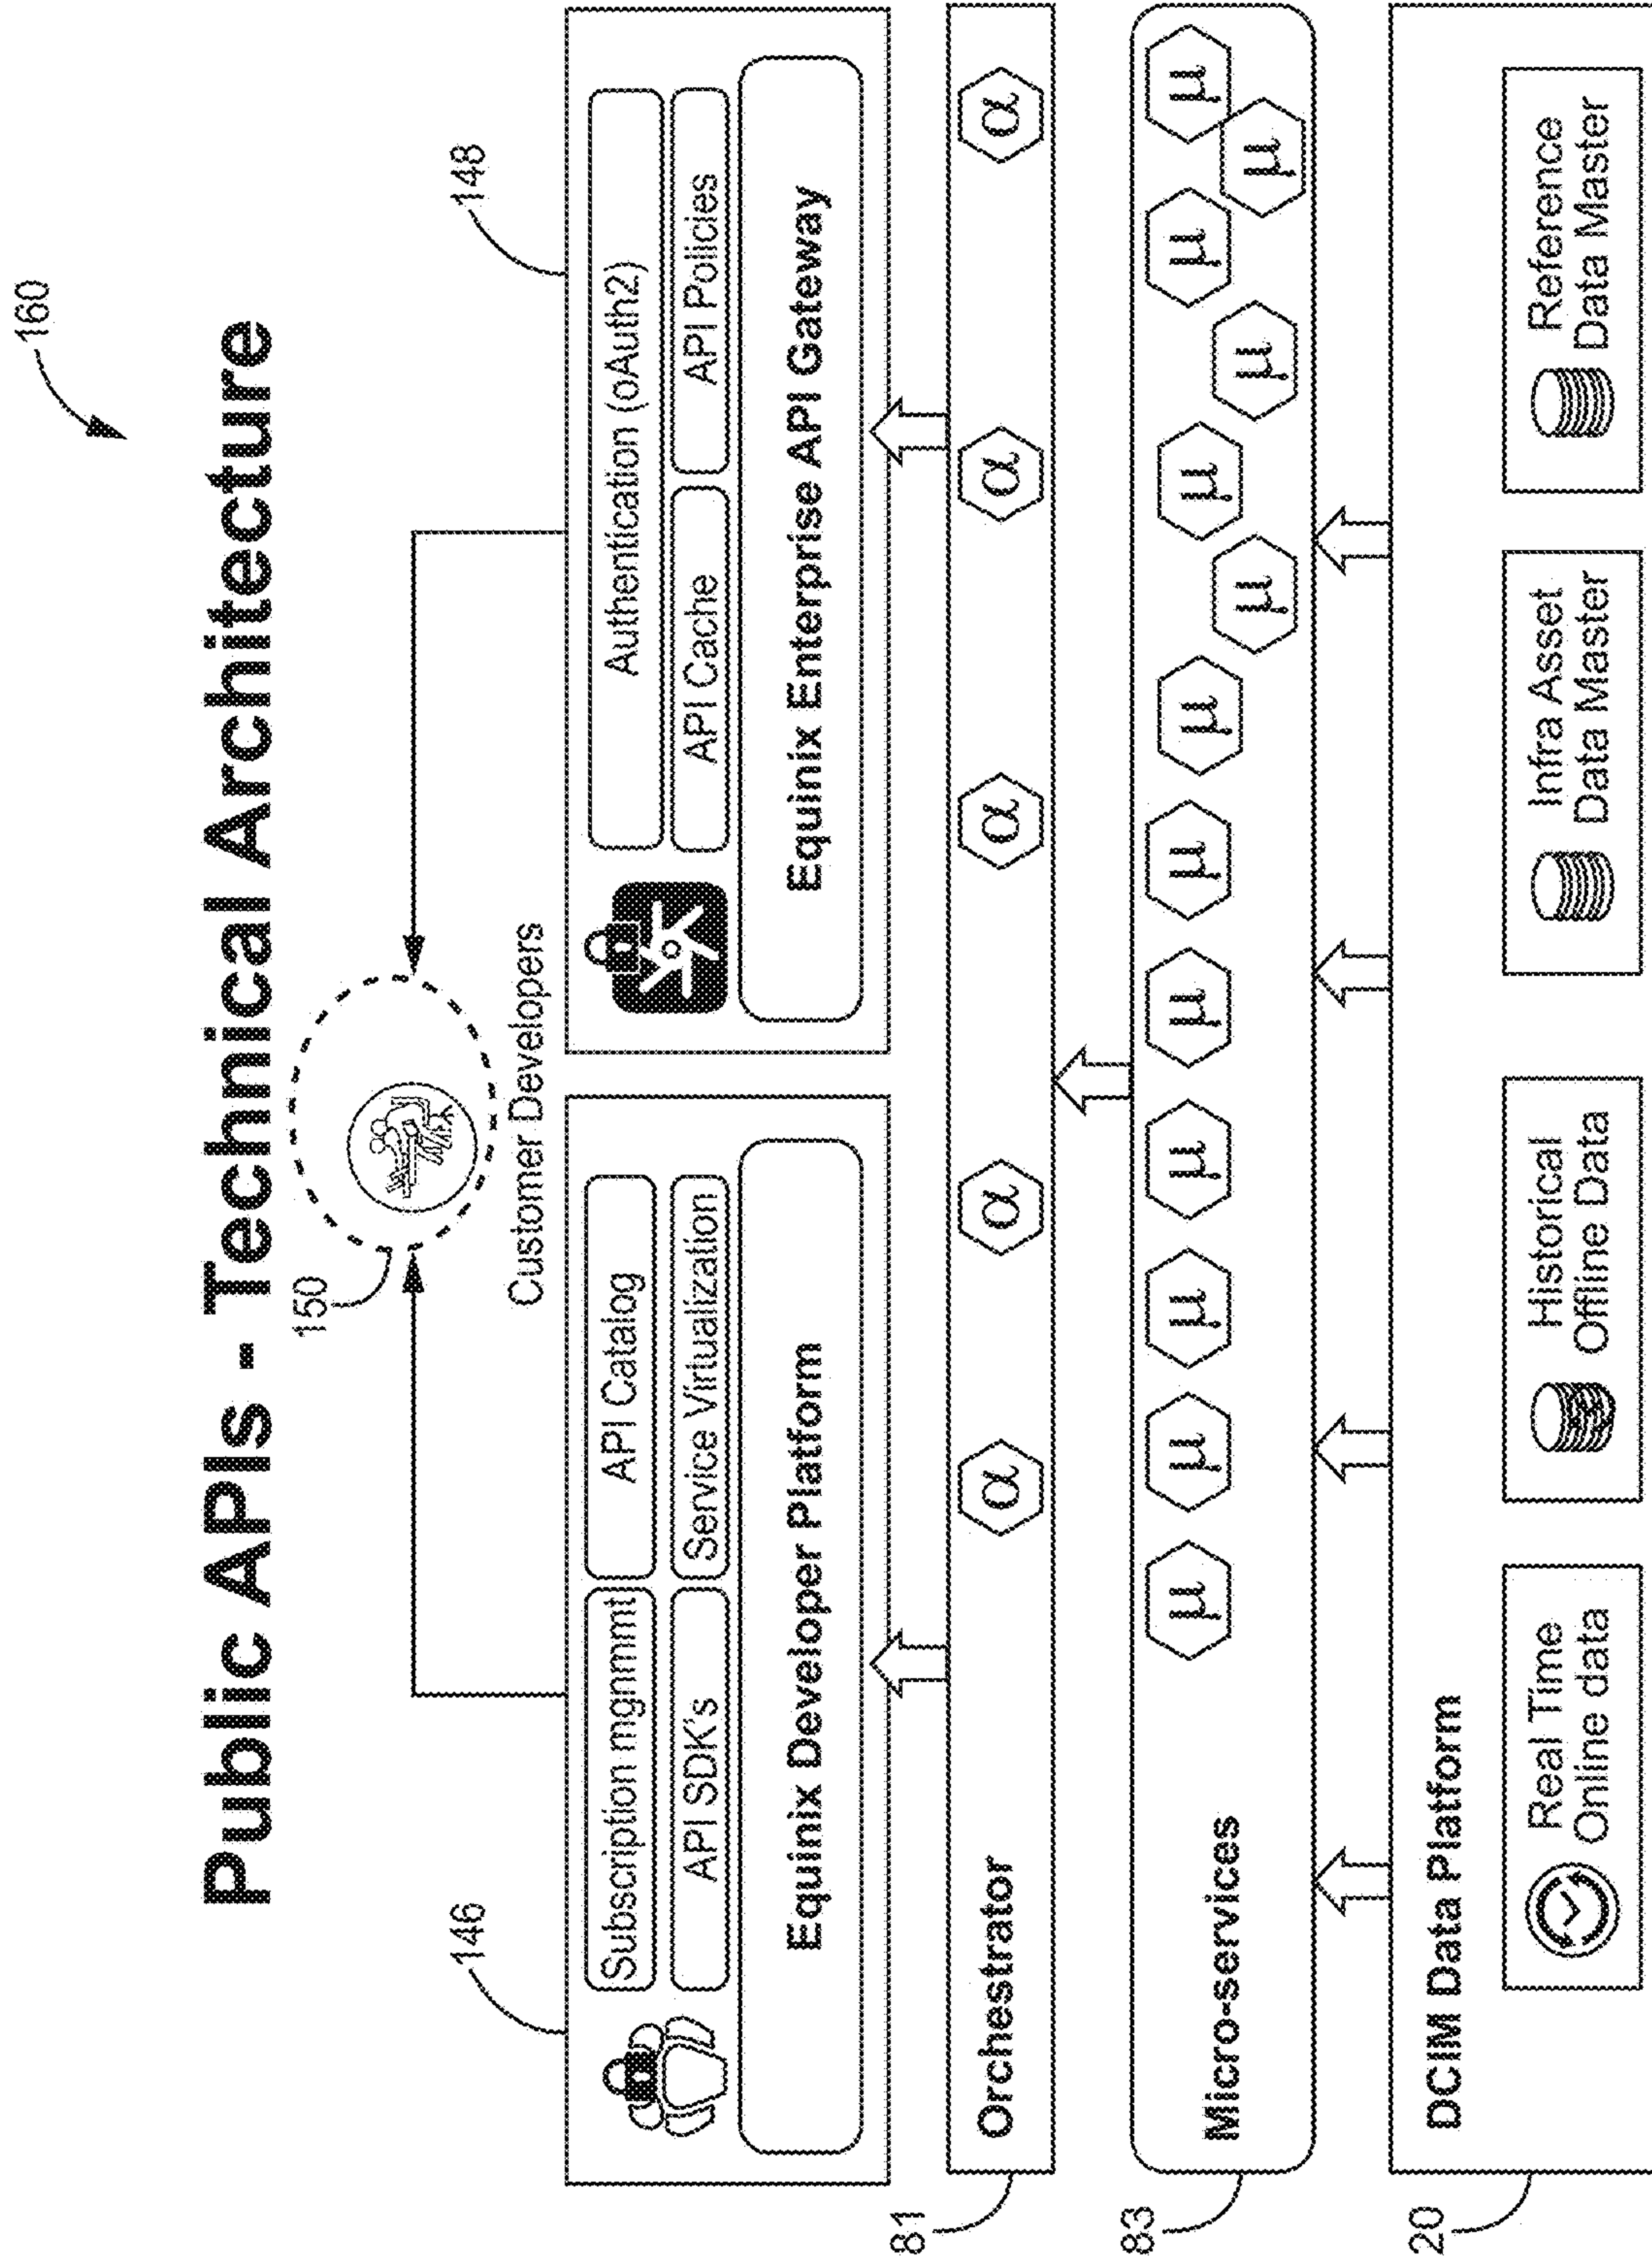 160
Public APIs - Technical Architecture
150
Customer Developers
146
148
Subscription mgnmmt
API Catalog
API SDK's
Service Virtualization
Equinix Developer Platform
Authentication (oAuth2)
API Cache
API Policies
Equinix Enterprise API Gateway
81
Orchestrator
α α α α α
83
Micro-services
μ μ μ μ μ μ μ μ μ μ μ μ μ
20
DCIM Data Platform
Real Time
Online data
Historical
Offline Data
Infra Asset
Data Master
Reference
Data Master